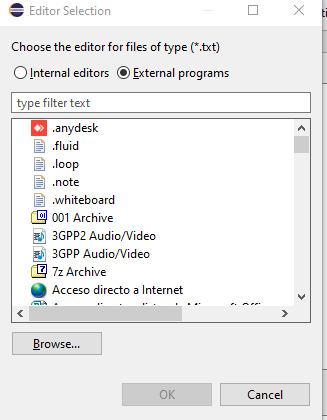 Editor Selection
Choose the editor for files of type (*.txt)
Internal editors External programs
type filter text
.anydesk
.fluid
.loop
.note
.whiteboard
001 Archive
3GPP2 Audio/Video
3GPP Audio/Video
7z Archive
Acceso directo a Internet
Browse...
OK Cancel